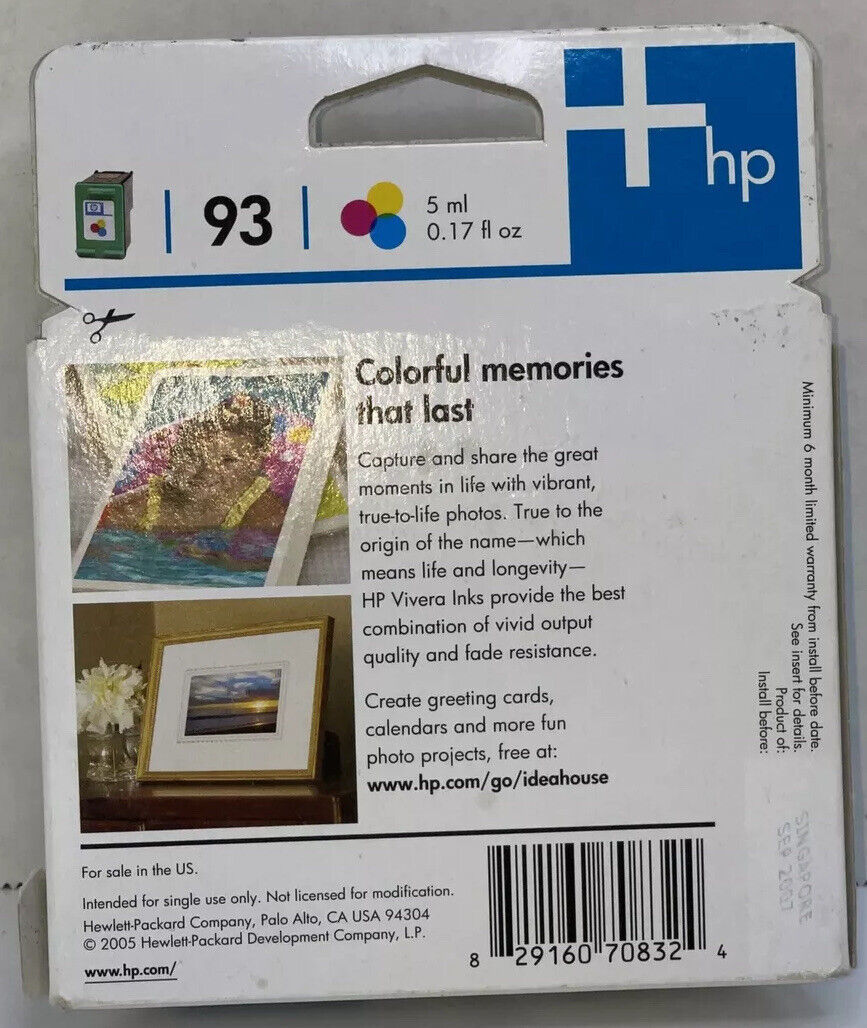 hp
93
5 ml
0.17 fl oz
Colorful memories
that last
Capture and share the great
moments in life with vibrant,
true-to-life photos. True to the
origin of the name—which
means life and longevity—
HP Vivera Inks provide the best
combination of vivid output
quality and fade resistance.
Create greeting cards,
calendars and more fun
photo projects, free at:
www.hp.com/go/ideahouse
Minimum 6 month limited warranty from install before date.
See insert for details.
Product of:
Install before:
SINGAPORE
SEP 2007
For sale in the US.
Intended for single use only. Not licensed for modification.
Hewlett-Packard Company, Palo Alto, CA USA 94304
© 2005 Hewlett-Packard Development Company, L.P.
www.hp.com/
8 29160 70832 4